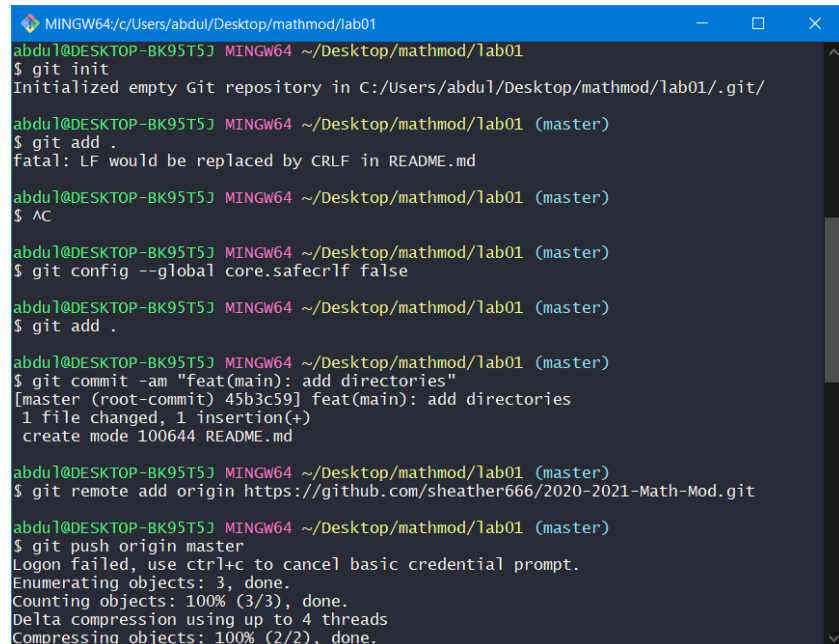 MINGW64:/c/Users/abdul/Desktop/mathmod/lab01
abdul@DESKTOP-BK95T5J MINGW64 ~/Desktop/mathmod/lab01
$ git init
Initialized empty Git repository in C:/Users/abdul/Desktop/mathmod/lab01/.git/
abdul@DESKTOP-BK95T5J MINGW64 ~/Desktop/mathmod/lab01 (master)
$ git add .
fatal: LF would be replaced by CRLF in README.md
abdul@DESKTOP-BK95T5J MINGW64 ~/Desktop/mathmod/lab01 (master)
$ ^C
abdul@DESKTOP-BK95T5J MINGW64 ~/Desktop/mathmod/lab01 (master)
$ git config --global core.safecrlf false
abdul@DESKTOP-BK95T5J MINGW64 ~/Desktop/mathmod/lab01 (master)
$ git add .
abdul@DESKTOP-BK95T5J MINGW64 ~/Desktop/mathmod/lab01 (master)
$ git commit -am "feat(main): add directories"
[master (root-commit) 45b3c59] feat(main): add directories
1 file changed, 1 insertion(+)
create mode 100644 README.md
abdul@DESKTOP-BK95T5J MINGW64 ~/Desktop/mathmod/lab01 (master)
$ git remote add origin https://github.com/sheather666/2020-2021-Math-Mod.git
abdul@DESKTOP-BK95T5J MINGW64 ~/Desktop/mathmod/lab01 (master)
$ git push origin master
Logon failed, use ctrl+c to cancel basic credential prompt.
Enumerating objects: 3, done.
Counting objects: 100% (3/3), done.
Delta compression using up to 4 threads
Compressing objects: 100% (2/2), done.